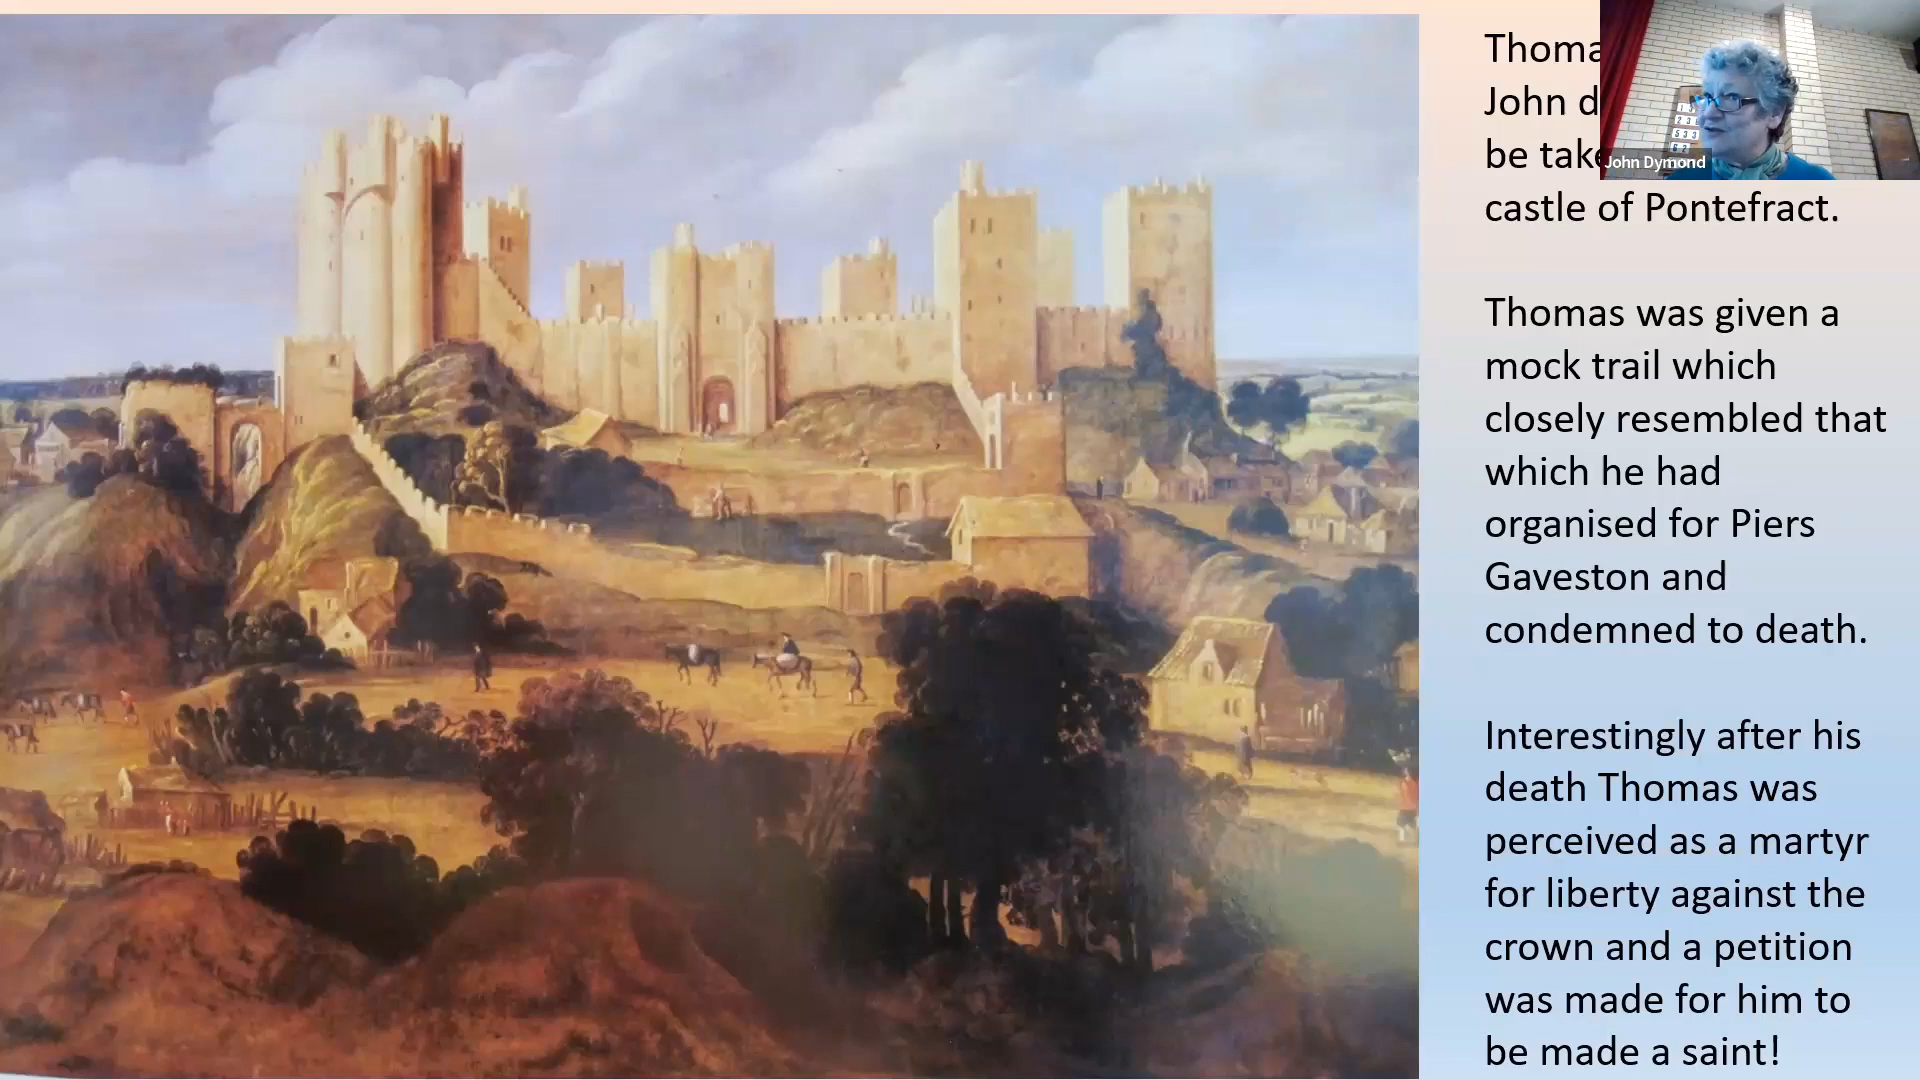 Thoma
John d
be take
castle of Pontefract.
Thomas was given a
mock trail which
closely resembled that
which he had
organised for Piers
Gaveston and
condemned to death.
Interestingly after his
death Thomas was
perceived as a martyr
for liberty against the
crown and a petition
was made for him to
be made a saint!
John Dymond